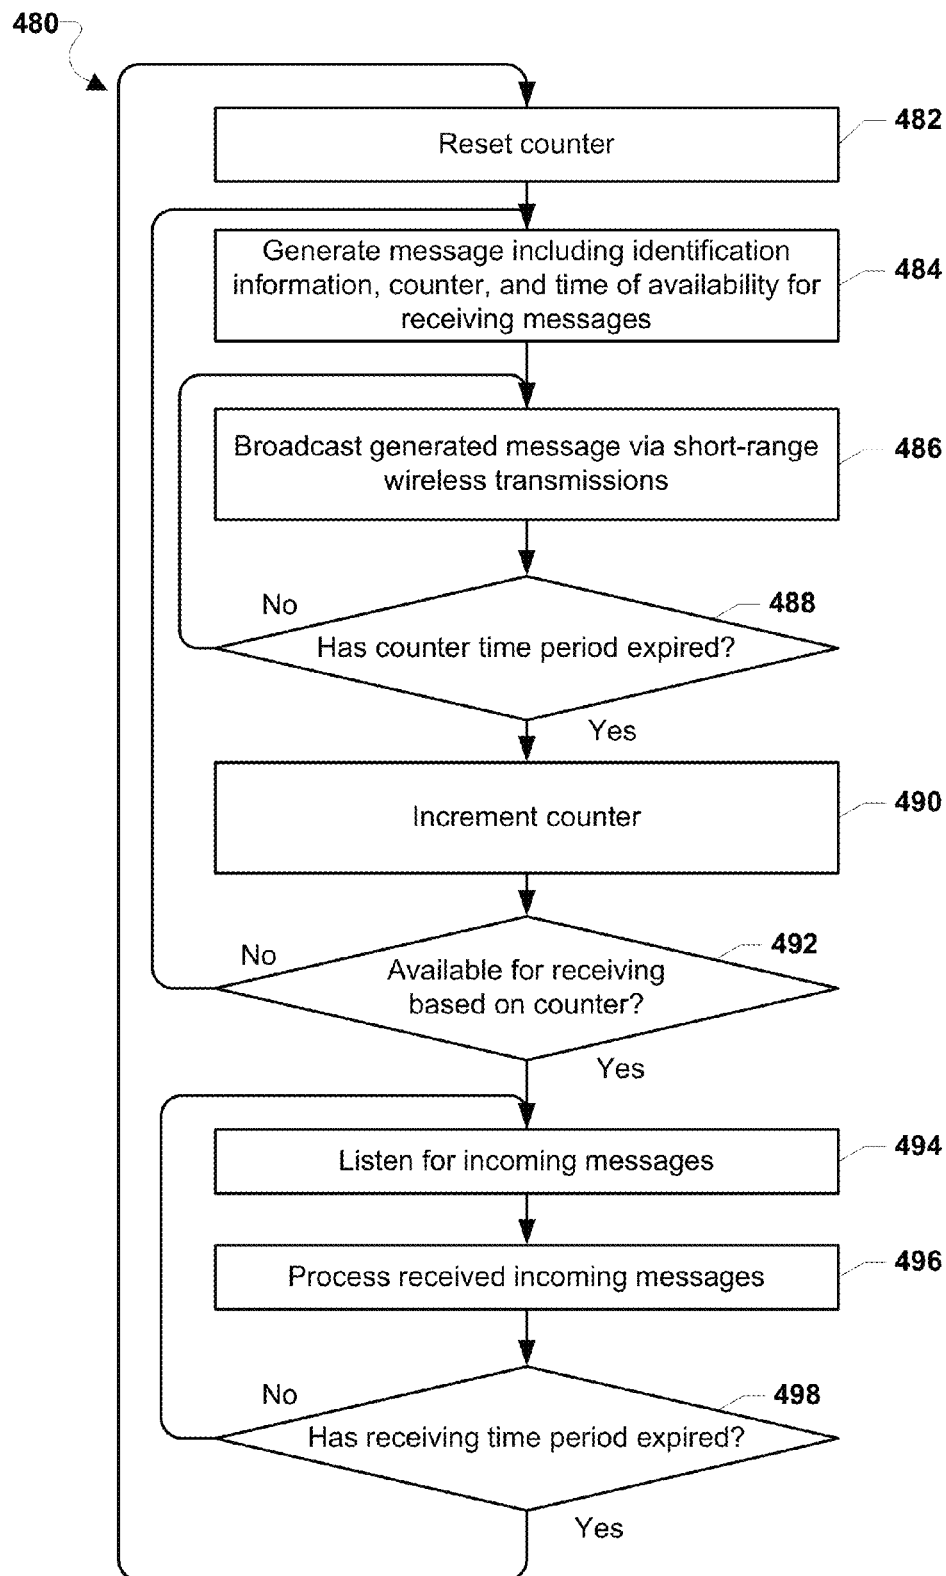 480
Reset counter
482
Generate message including identification
information, counter, and time of availability for
receiving messages
484
Broadcast generated message via short-range
wireless transmissions
486
No
488
Has counter time period expired?
Yes
Increment counter
490
No
492
Available for receiving
based on counter?
Yes
Listen for incoming messages
494
Process received incoming messages
496
No
498
Has receiving time period expired?
Yes